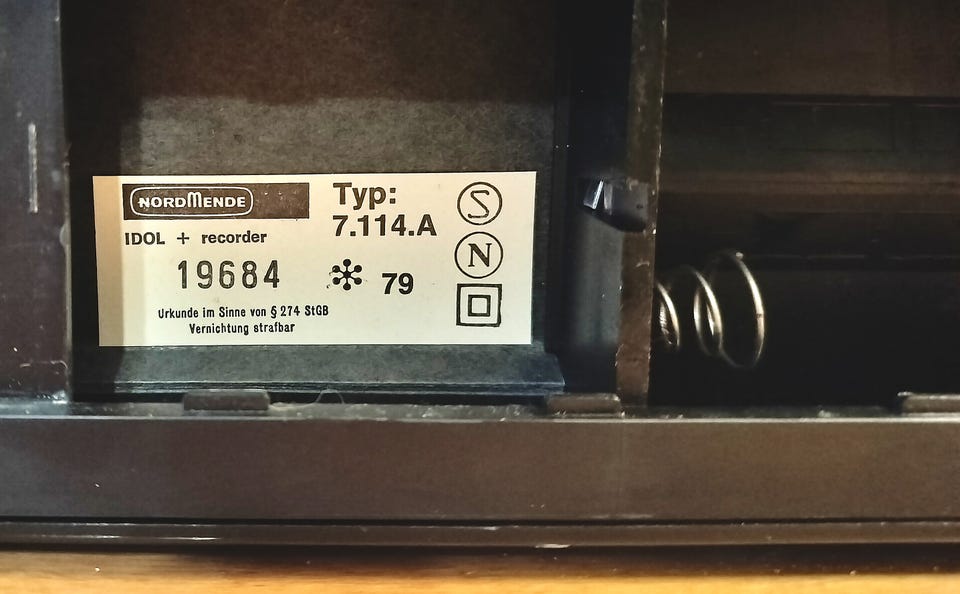 NORDMENDE
IDOL + recorder
19684
Urkunde im Sinne von § 274 StGB
Vernichtung strafbar
Typ:
7.114.A
79
S
N